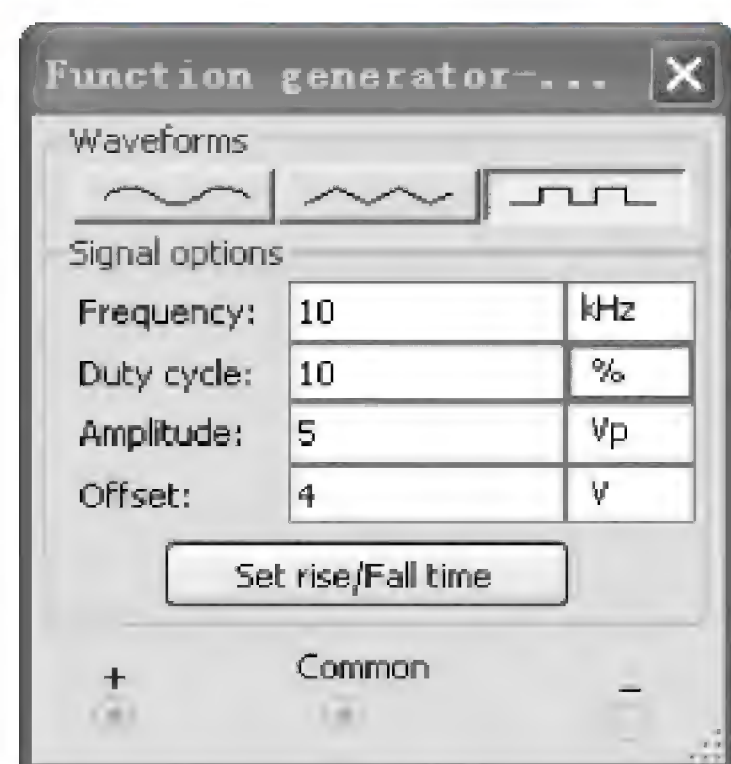 Function generator-...
Waveforms
Signal options
Frequency: 10 kHz
Duty cycle: 10 %
Amplitude: 5 Vp
Offset: 4 V
Set rise/Fall time
+ Common −